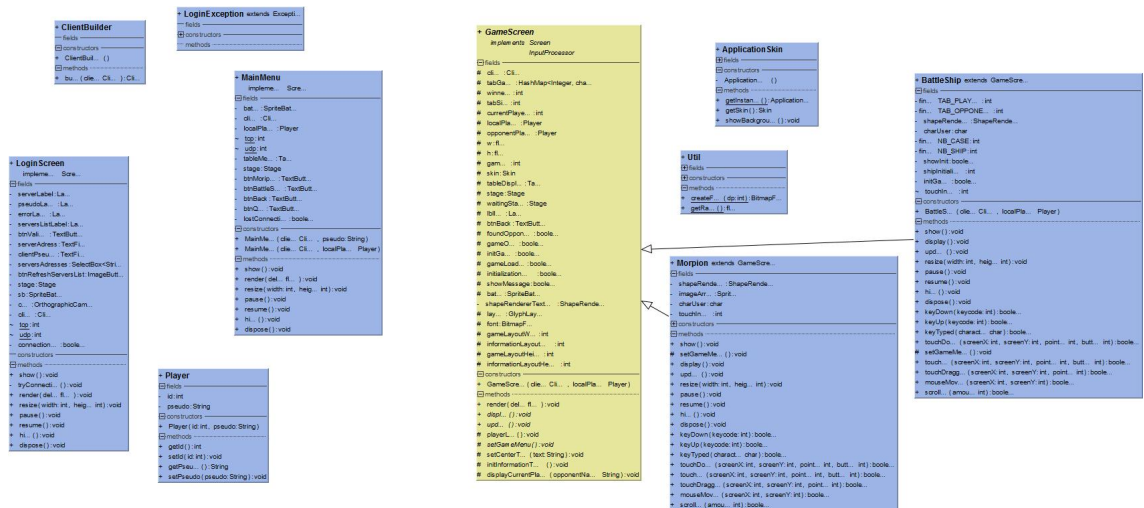 + ClientBuilder
fields
constructors
+ ClientBuil... ()
methods
+ bu... (clie... Cli... ): Cli...
+ LoginException extends Excepti...
fields
constructors
methods
+ MainMenu
impleme... Scre...
fields
- bat... : SpriteBat...
- cli... : Cli...
- localPla... : Player
~ tcp: int
~ udp: int
- tableMe... : Ta...
- stage: Stage
- btnMorip... : TextButt...
- btnBattleS... : TextButt...
- btnBack : TextButt...
- btnQ... : TextButt...
- lostConnecti... : boole...
constructors
+ MainMe... (clie... Cli... , pseudo: String)
+ MainMe... (clie... Cli... , localPla... Player)
methods
+ show(): void
+ render(del... fl... ): void
+ resize(width: int, heig... int): void
+ pause(): void
+ resume(): void
+ hi... (): void
+ dispose(): void
+ LoginScreen
impleme... Scre...
fields
- serverLabel: La...
- pseudoLa... : La...
- errorLa... : La...
- serversListLabel: La...
- btnVali... : TextButt...
- serverAdress: TextFi...
- clientPseu... : TextFi...
- serversAdresses: SelectBox<Stri...
- btnRefreshServersList: ImageButt...
- stage: Stage
- sb: SpriteBat...
- c... : OrthographicCam...
- cli... : Cli...
~ tcp: int
~ udp: int
- connection... : boole...
constructors
methods
+ show(): void
- tryConnecti... (): void
+ render(del... fl... ): void
+ resize(width: int, heig... int): void
+ pause(): void
+ resume(): void
+ hi... (): void
+ dispose(): void
+ Player
fields
- id: int
- pseudo: String
constructors
+ Player(id: int, pseudo: String)
methods
+ getId(): int
+ setId(id: int): void
+ getPseu... (): String
+ setPseudo(pseudo: String): void
+ GameScreen
implements Screen
InputProcessor
fields
# cli... : Cli...
# tabGa... : HashMap<Integer, cha...
# winne... : int
# tabSi... : int
# currentPlaye... : int
# localPla... : Player
# opponentPla... : Player
# w: fl...
# h: fl...
# gam... : int
# skin: Skin
# tableDispl... : Ta...
# stage: Stage
# waitingSta... : Stage
# lbll... : La...
# btnBack : TextButt...
# foundOppon... : boole...
# gameO... : boole...
# initGa... : boole...
# gameLoad... : boole...
# initialization... : boole...
# showMessage: boole...
# bat... : SpriteBat...
- shapeRendererText... : ShapeRende...
# lay... : GlyphLay...
# font: BitmapF...
# gameLayoutW... : int
# informationLayout... : int
# gameLayoutHei... : int
# informationLayoutHe... : int
constructors
+ GameScre... (clie... Cli... , localPla... Player)
methods
+ render(del... fl... ): void
+ displ... (): void
+ upd... (): void
# playerL... (): void
# setGameMenu(): void
# setCenterT... (text: String): void
# initInformationT... (): void
# displayCurrentPla... (opponentNa... String): void
+ ApplicationSkin
fields
constructors
- Application... ()
methods
+ getInstan... (): Application...
+ getSkin(): Skin
+ showBackgrou... (): void
+ Util
fields
constructors
methods
+ createF... (dp: int): BitmapF...
+ getRa... (): fl...
+ Morpion extends GameScre...
fields
- shapeRende... : ShapeRende...
- imageArr... : Sprit...
- charUser: char
- touchIn... : int
constructors
methods
+ show(): void
# setGameMe... (): void
+ display(): void
+ upd... (): void
+ resize(width: int, heig... int): void
+ pause(): void
+ resume(): void
+ hi... (): void
+ dispose(): void
+ keyDown(keycode: int): boole...
+ keyUp(keycode: int): boole...
+ keyTyped(charact... char): boole...
+ touchDo... (screenX: int, screenY: int, point... int, butt... int): boole...
+ touch... (screenX: int, screenY: int, point... int, butt... int): boole...
+ touchDragg... (screenX: int, screenY: int, point... int): boole...
+ mouseMov... (screenX: int, screenY: int): boole...
+ scroll... (amou... int): boole...
+ BattleShip extends GameScre...
fields
- fin... TAB_PLAY... : int
- fin... TAB_OPPONE... : int
- shapeRende... : ShapeRende...
- charUser: char
- fin... NB_CASE: int
- fin... NB_SHIP: int
- showInit: boole...
- shipInitiali... : int
- initGa... : boole...
~ touchIn... : int
constructors
+ BattleS... (clie... Cli... , localPla... Player)
methods
+ show(): void
+ display(): void
+ upd... (): void
+ resize(width: int, heig... int): void
+ pause(): void
+ resume(): void
+ hi... (): void
+ dispose(): void
+ keyDown(keycode: int): boole...
+ keyUp(keycode: int): boole...
+ keyTyped(charact... char): boole...
+ touchDo... (screenX: int, screenY: int, point... int, butt... int): boole...
# setGameMe... (): void
+ touch... (screenX: int, screenY: int, point... int, butt... int): boole...
+ touchDragg... (screenX: int, screenY: int, point... int): boole...
+ mouseMov... (screenX: int, screenY: int): boole...
+ scroll... (amou... int): boole...